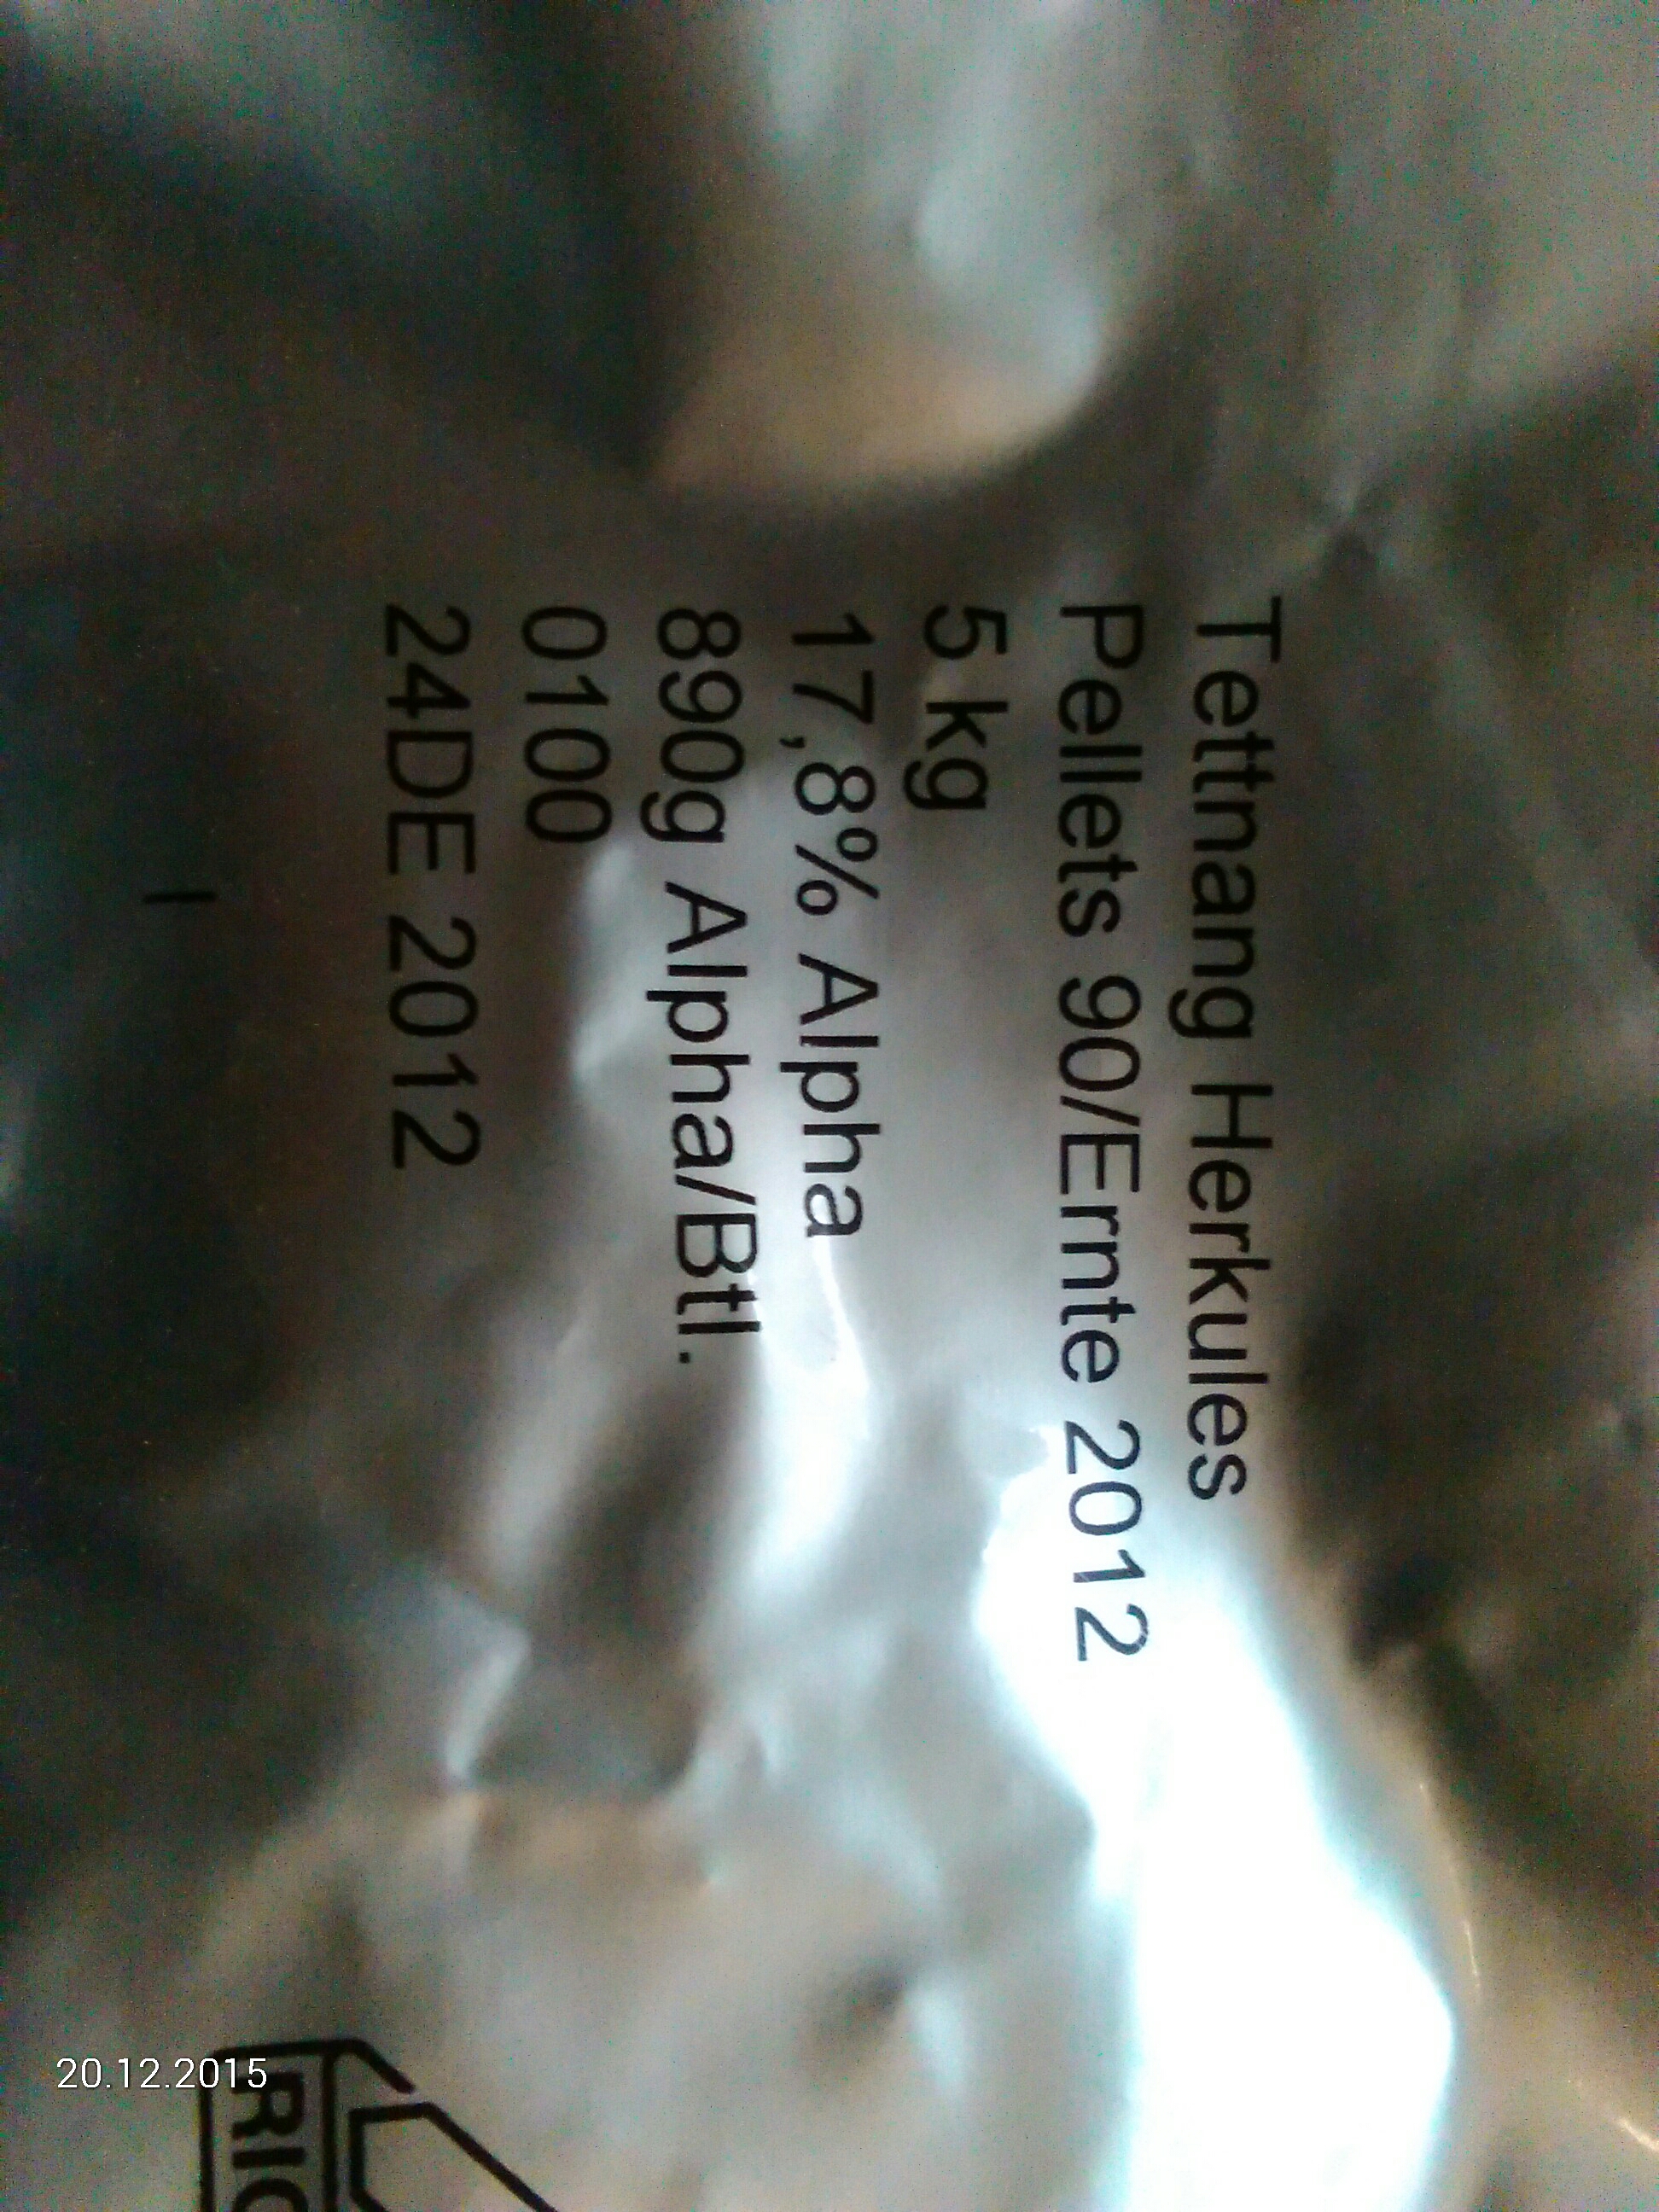 Tettnang Herkules
Pellets 90/Ernte 2012
5 kg
17,8% Alpha
890g Alpha/Btl.
0100
24DE 2012
20.12.2015